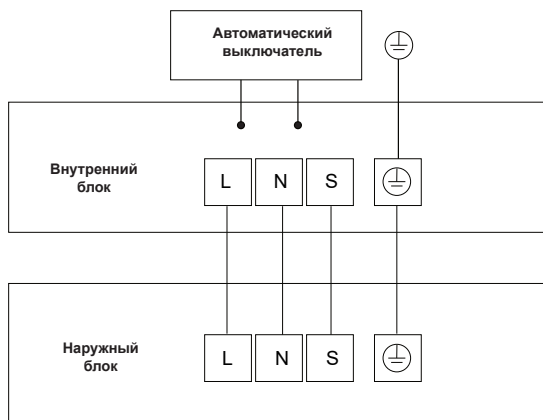 Автоматический
выключатель
Внутренний
блок
L N S
Наружный
блок
L N S